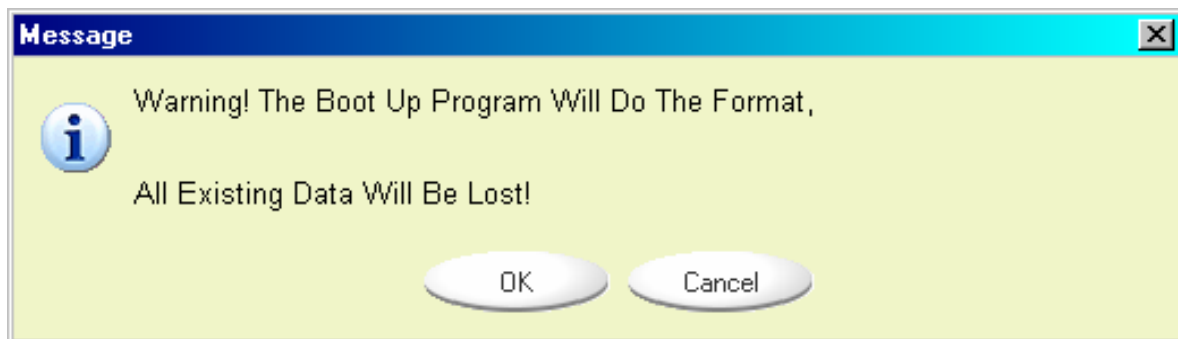 Message
Warning! The Boot Up Program Will Do The Format,
All Existing Data Will Be Lost!
OK Cancel